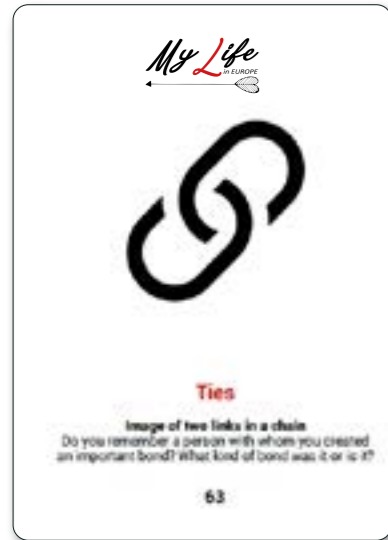 My Life
in EUROPE
Ties
Image of two links in a chain
Do you remember a person with whom you created
an important bond? What kind of bond was it or is it?
63